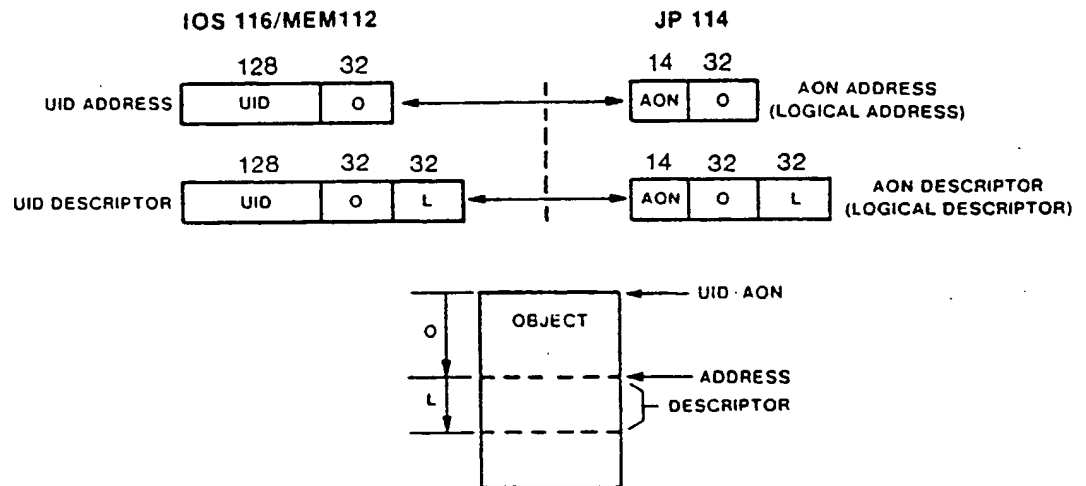 IOS 116/MEM112 JP 114
128 32 14 32
UID ADDRESS UID O AON O AON ADDRESS
(LOGICAL ADDRESS)
128 32 32 14 32 32
UID DESCRIPTOR UID O L AON O L AON DESCRIPTOR
(LOGICAL DESCRIPTOR)
UID·AON
OBJECT
O
ADDRESS
L
DESCRIPTOR